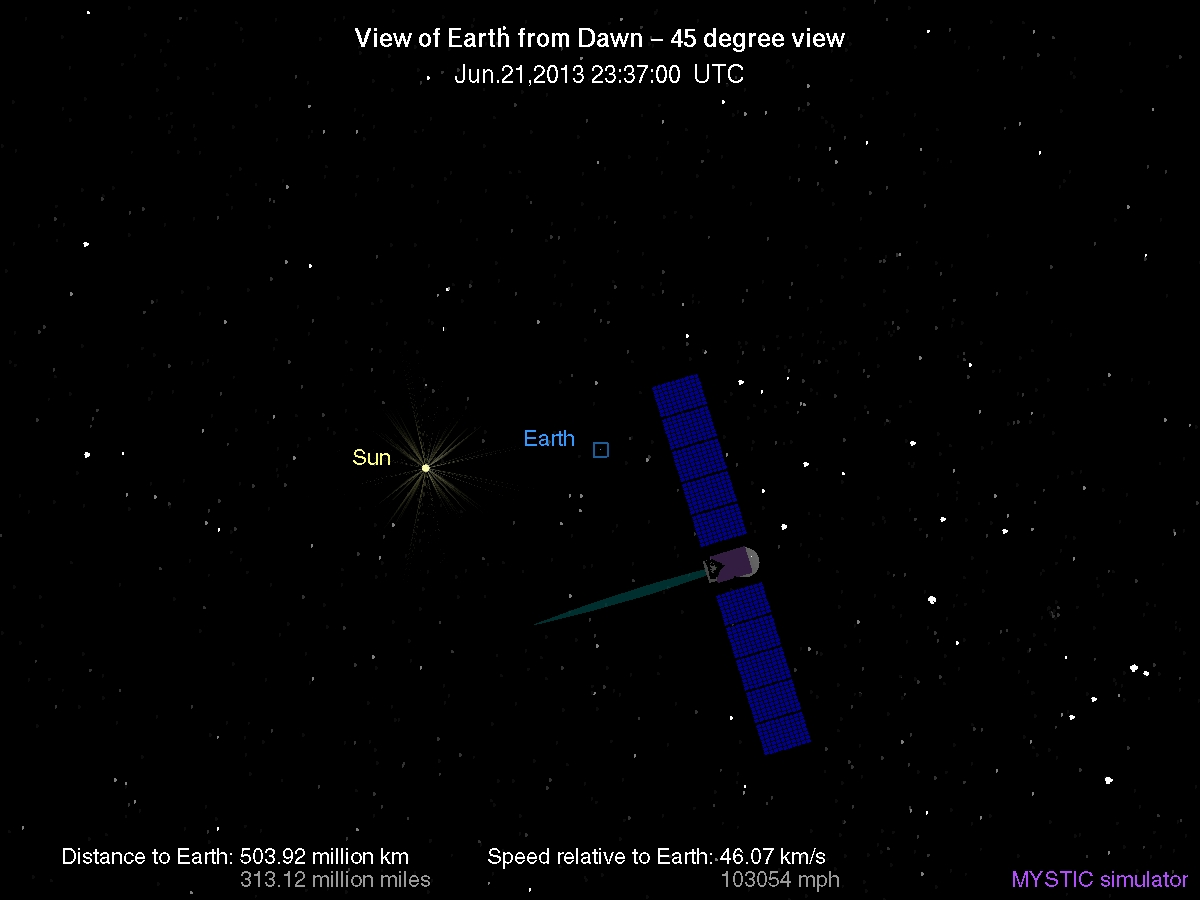 View of Earth from Dawn – 45 degree view
Jun.21,2013 23:37:00 UTC
Earth
Sun
Distance to Earth: 503.92 million km
313.12 million miles
Speed relative to Earth: 46.07 km/s
103054 mph
MYSTIC simulator